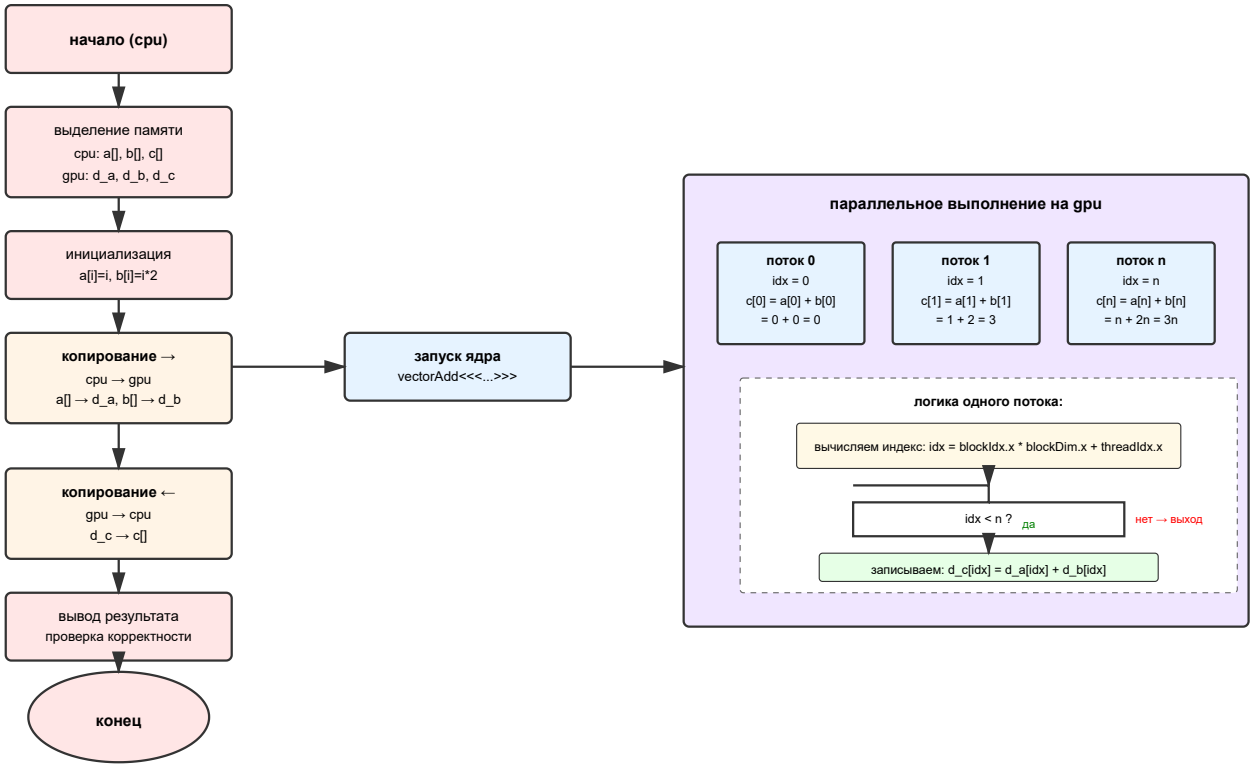 начало (cpu)
выделение памяти
cpu: a[], b[], c[]
gpu: d_a, d_b, d_c
инициализация
a[i]=i, b[i]=i*2
копирование →
cpu → gpu
a[] → d_a, b[] → d_b
копирование ←
gpu → cpu
d_c → c[]
вывод результата
проверка корректности
конец
запуск ядра
vectorAdd<<<...>>>
параллельное выполнение на gpu
поток 0
idx = 0
c[0] = a[0] + b[0]
= 0 + 0 = 0
поток 1
idx = 1
c[1] = a[1] + b[1]
= 1 + 2 = 3
поток n
idx = n
c[n] = a[n] + b[n]
= n + 2n = 3n
логика одного потока:
вычисляем индекс: idx = blockIdx.x * blockDim.x + threadIdx.x
idx < n ?
да
нет → выход
записываем: d_c[idx] = d_a[idx] + d_b[idx]